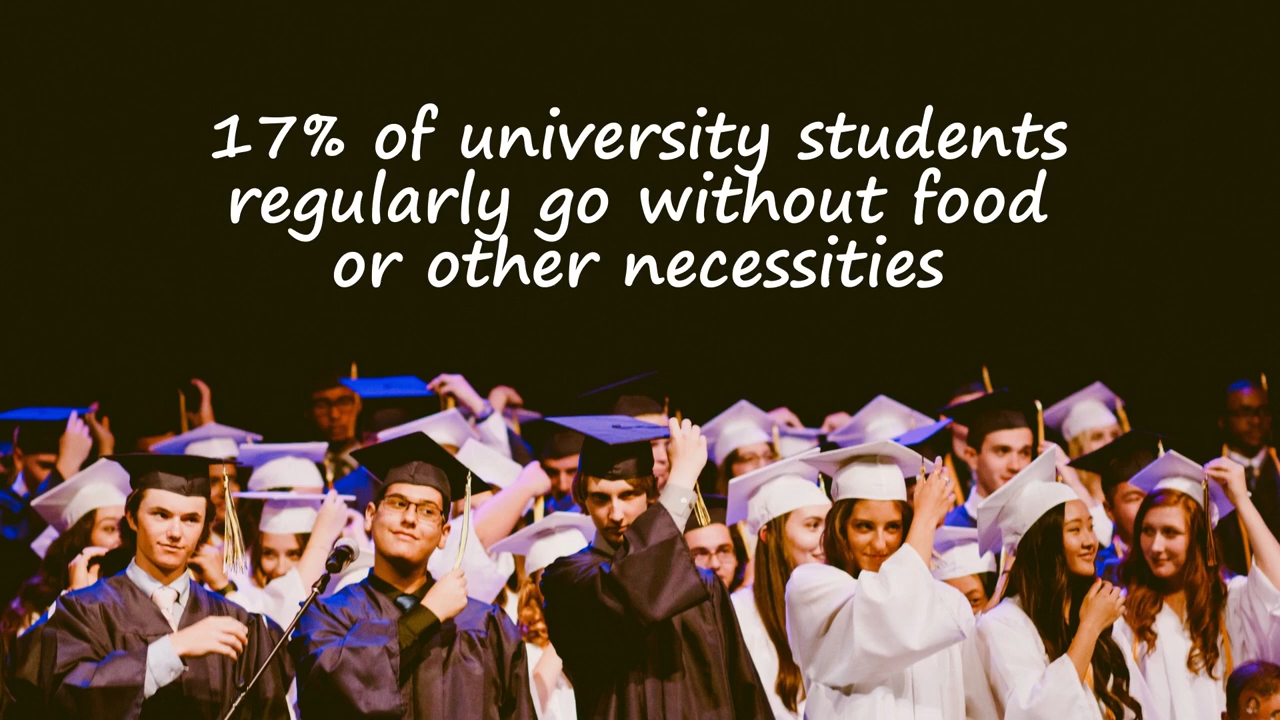 17% of university students
regularly go without food
or other necessities